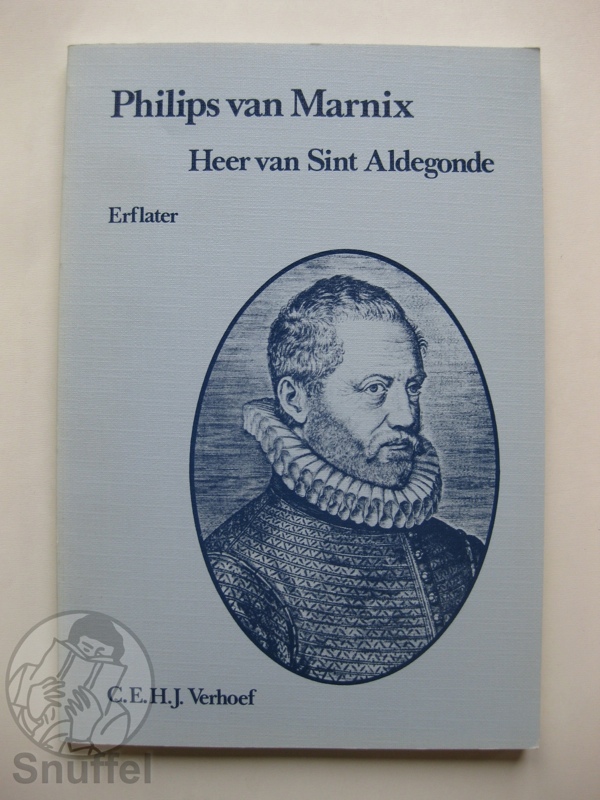 Philips van Marnix
Heer van Sint Aldegonde
Erflater
C.E.H.J. Verhoef
Snuffel